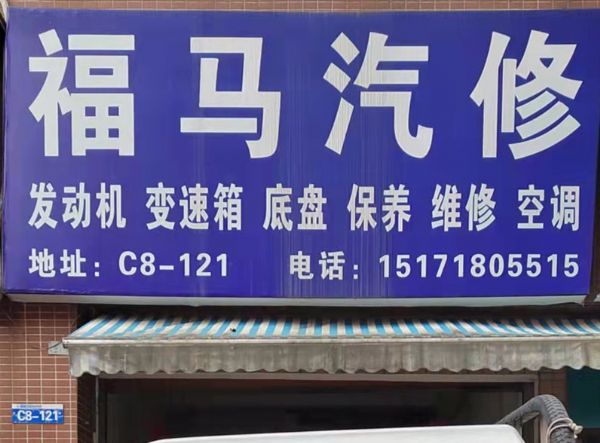 福马汽修
发动机 变速箱 底盘 保养 维修 空调
地址：C8-121 电话：15171805515
C8-121